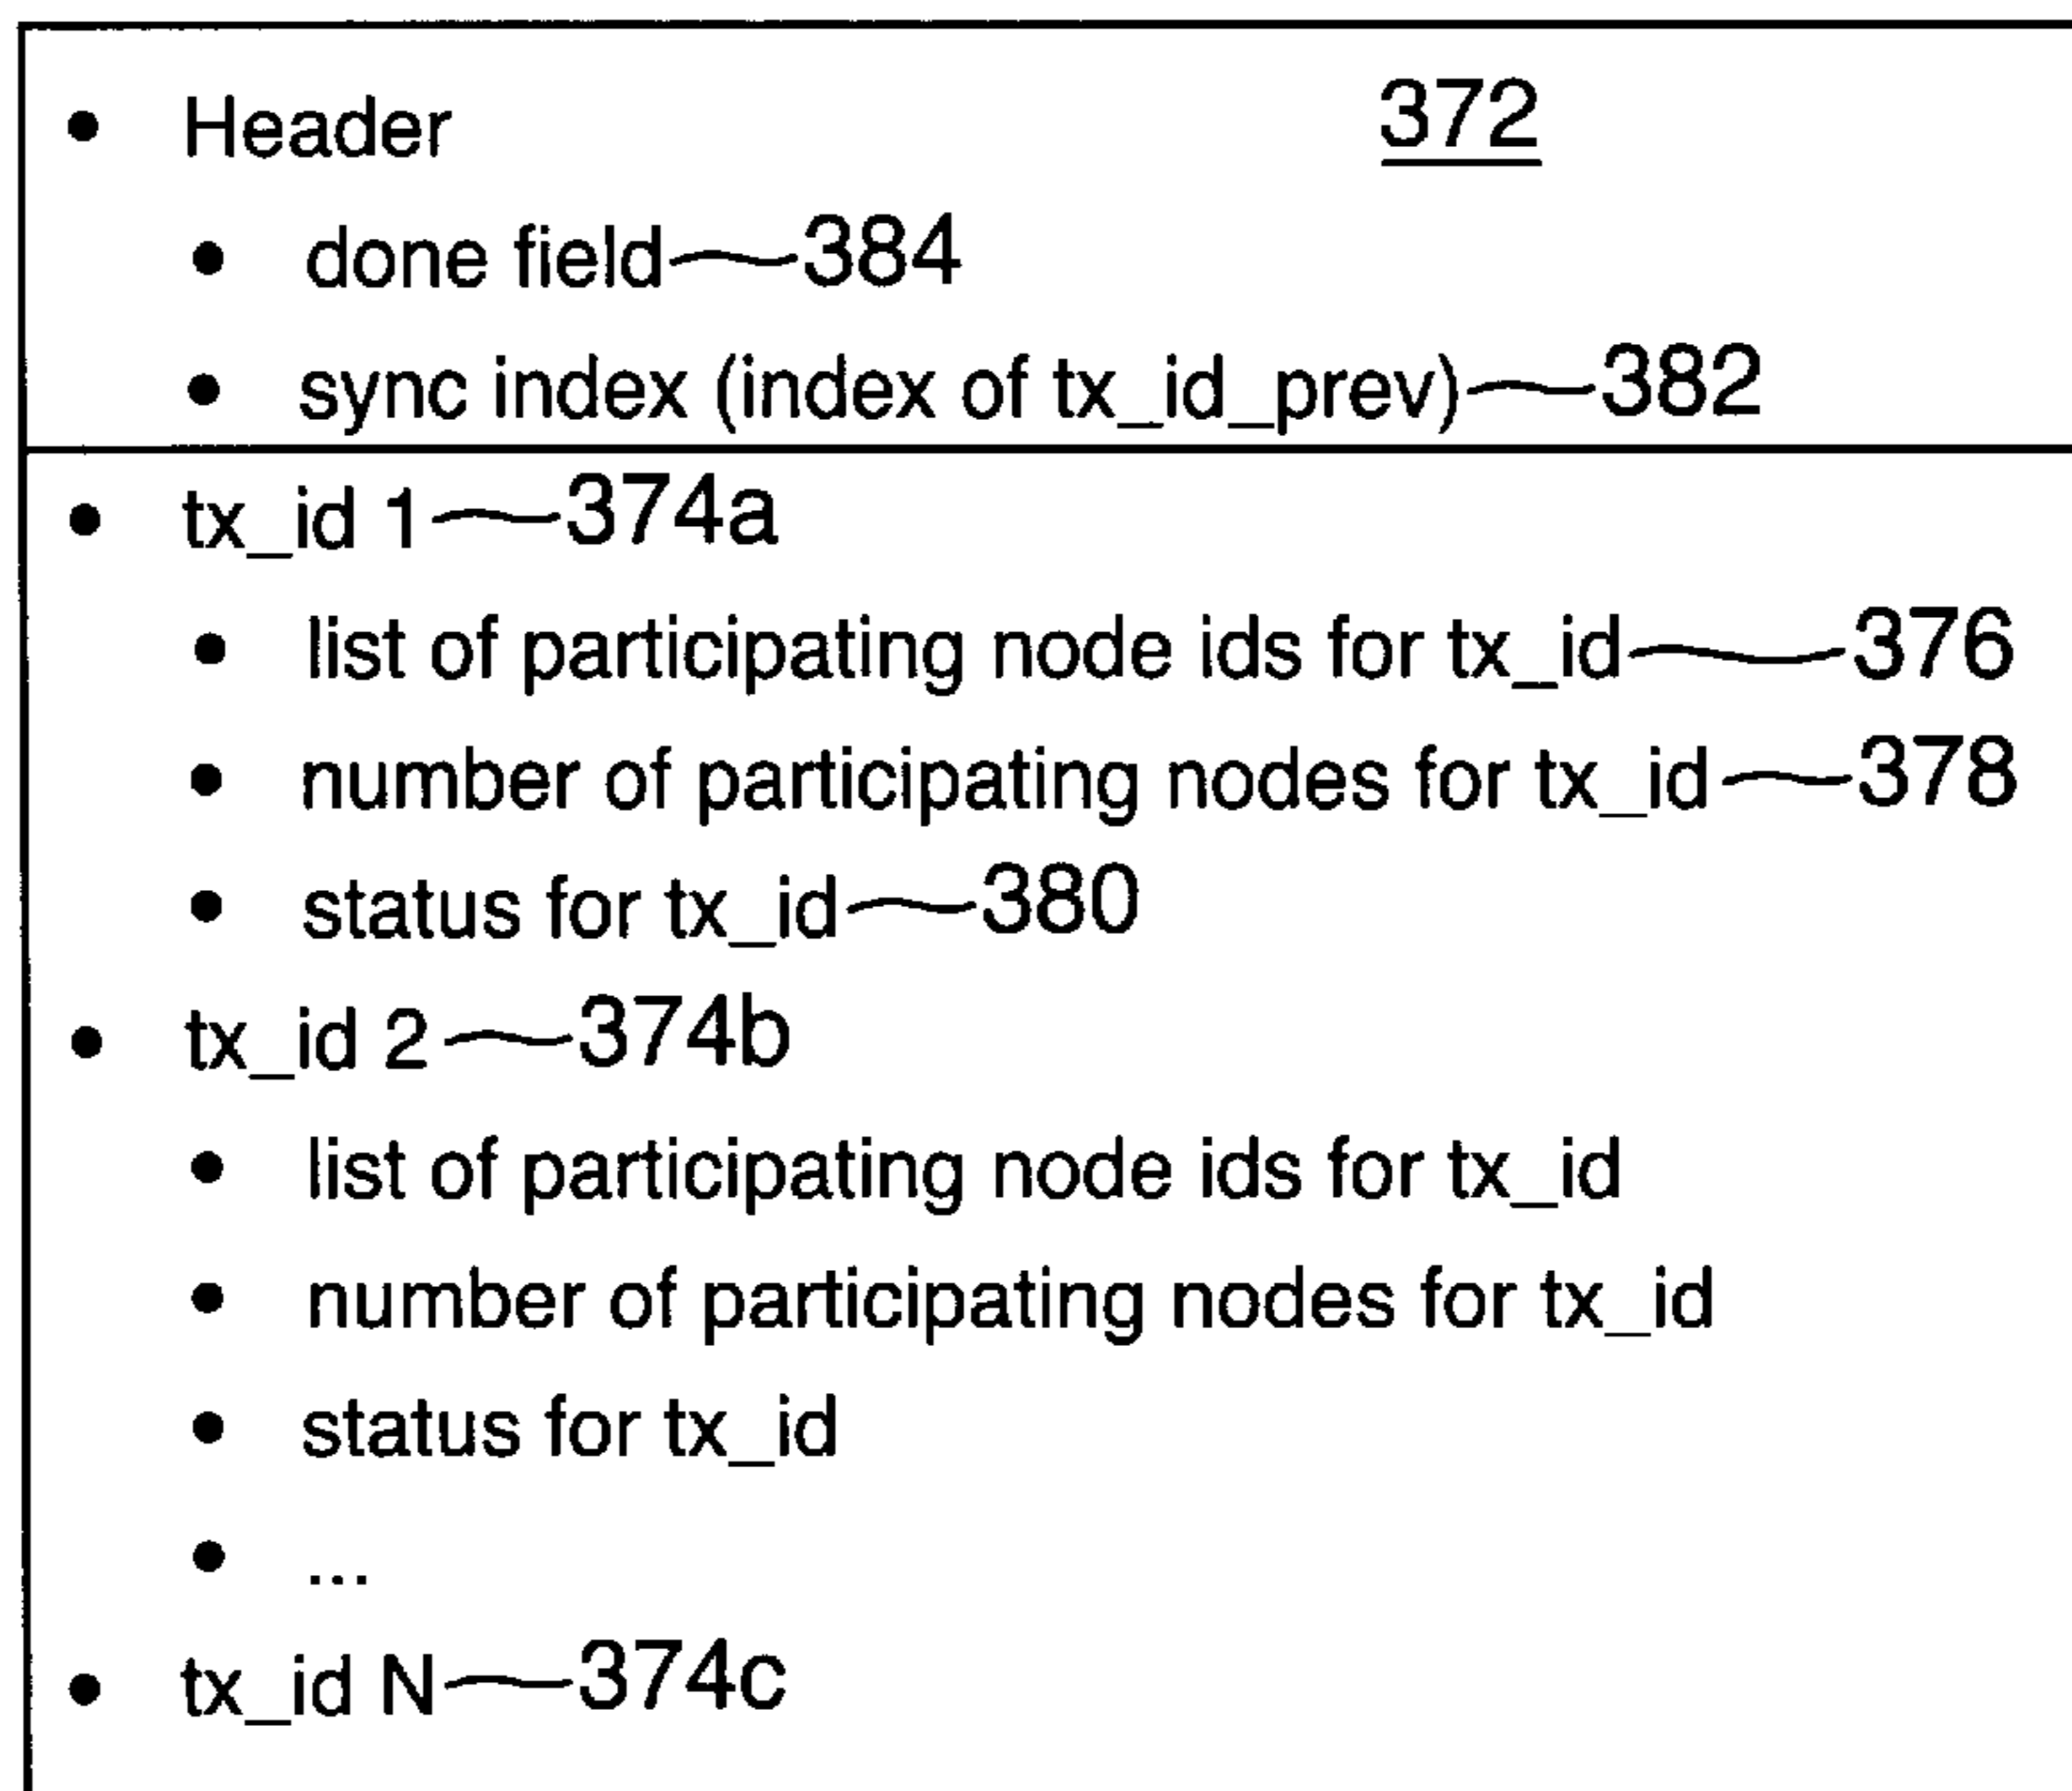 • Header 372
• done field 384
• sync index (index of tx_id_prev) 382
• tx_id 1 374a
• list of participating node ids for tx_id 376
• number of participating nodes for tx_id 378
• status for tx_id 380
• tx_id 2 374b
• list of participating node ids for tx_id
• number of participating nodes for tx_id
• status for tx_id
• ...
• tx_id N 374c